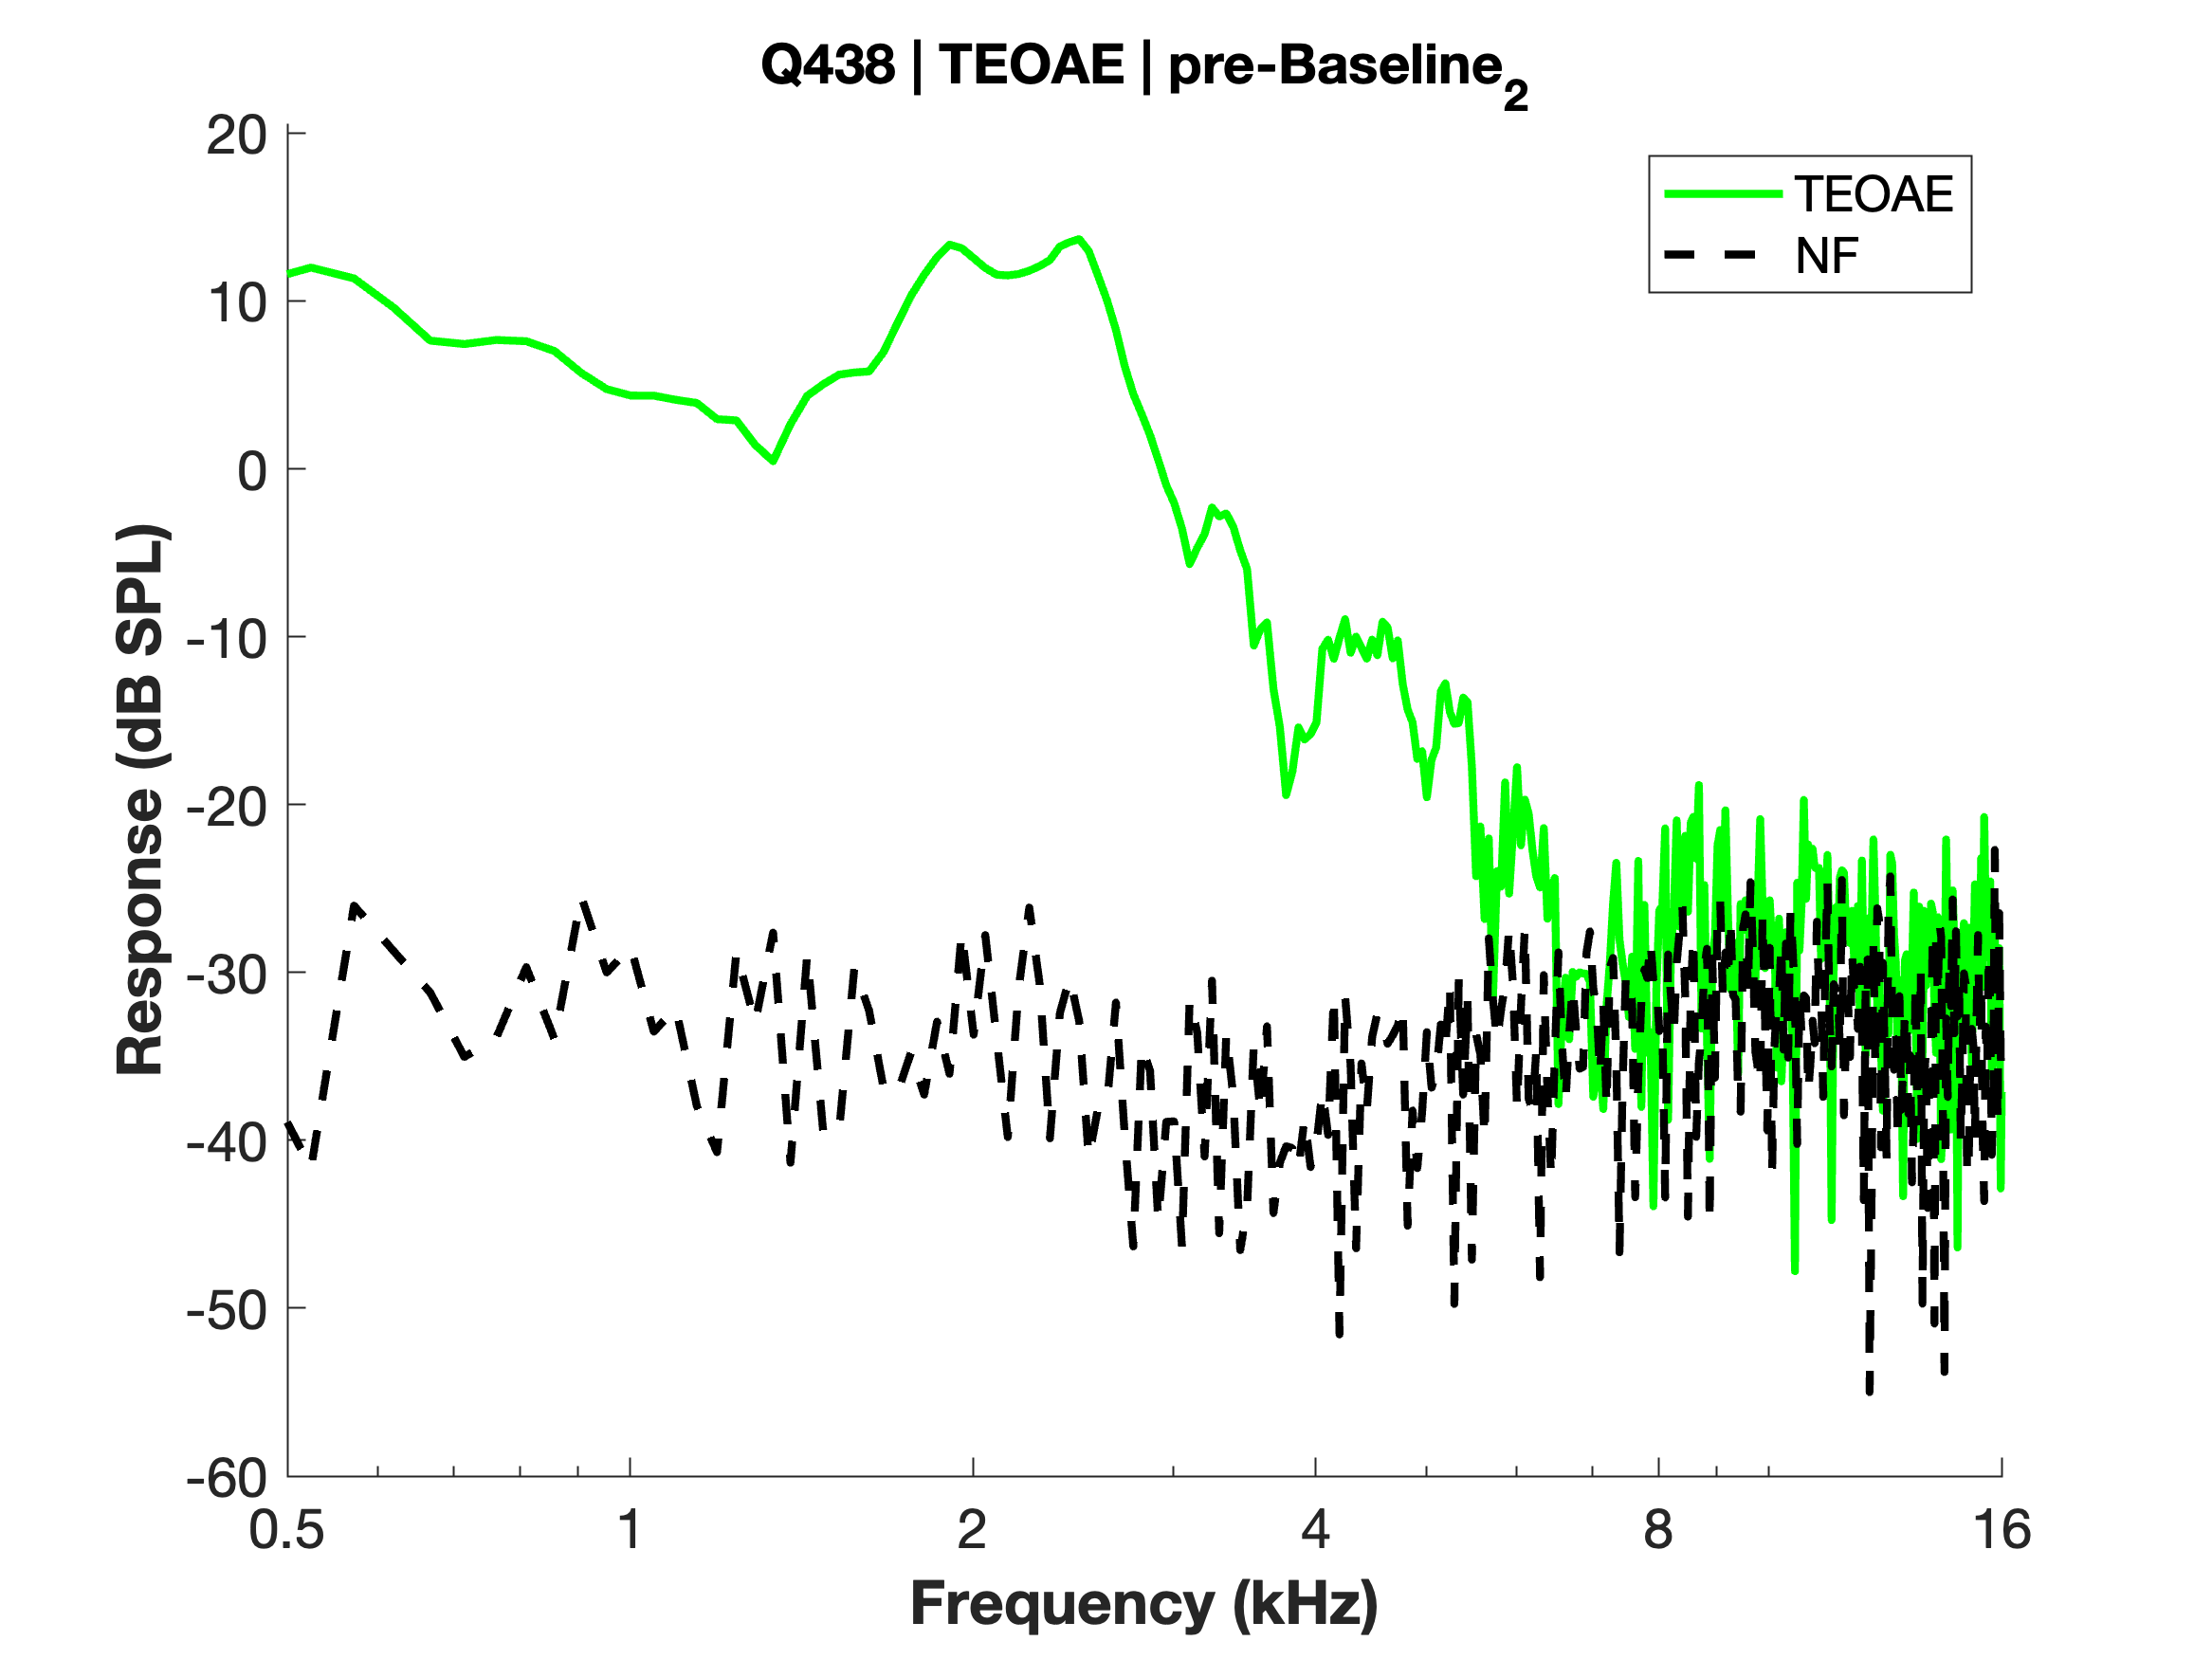 Q438 | TEOAE | pre-Baseline₂
TEOAE
NF
20
10
0
-10
-20
-30
-40
-50
-60
Response (dB SPL)
0.5 1 2 4 8 16
Frequency (kHz)